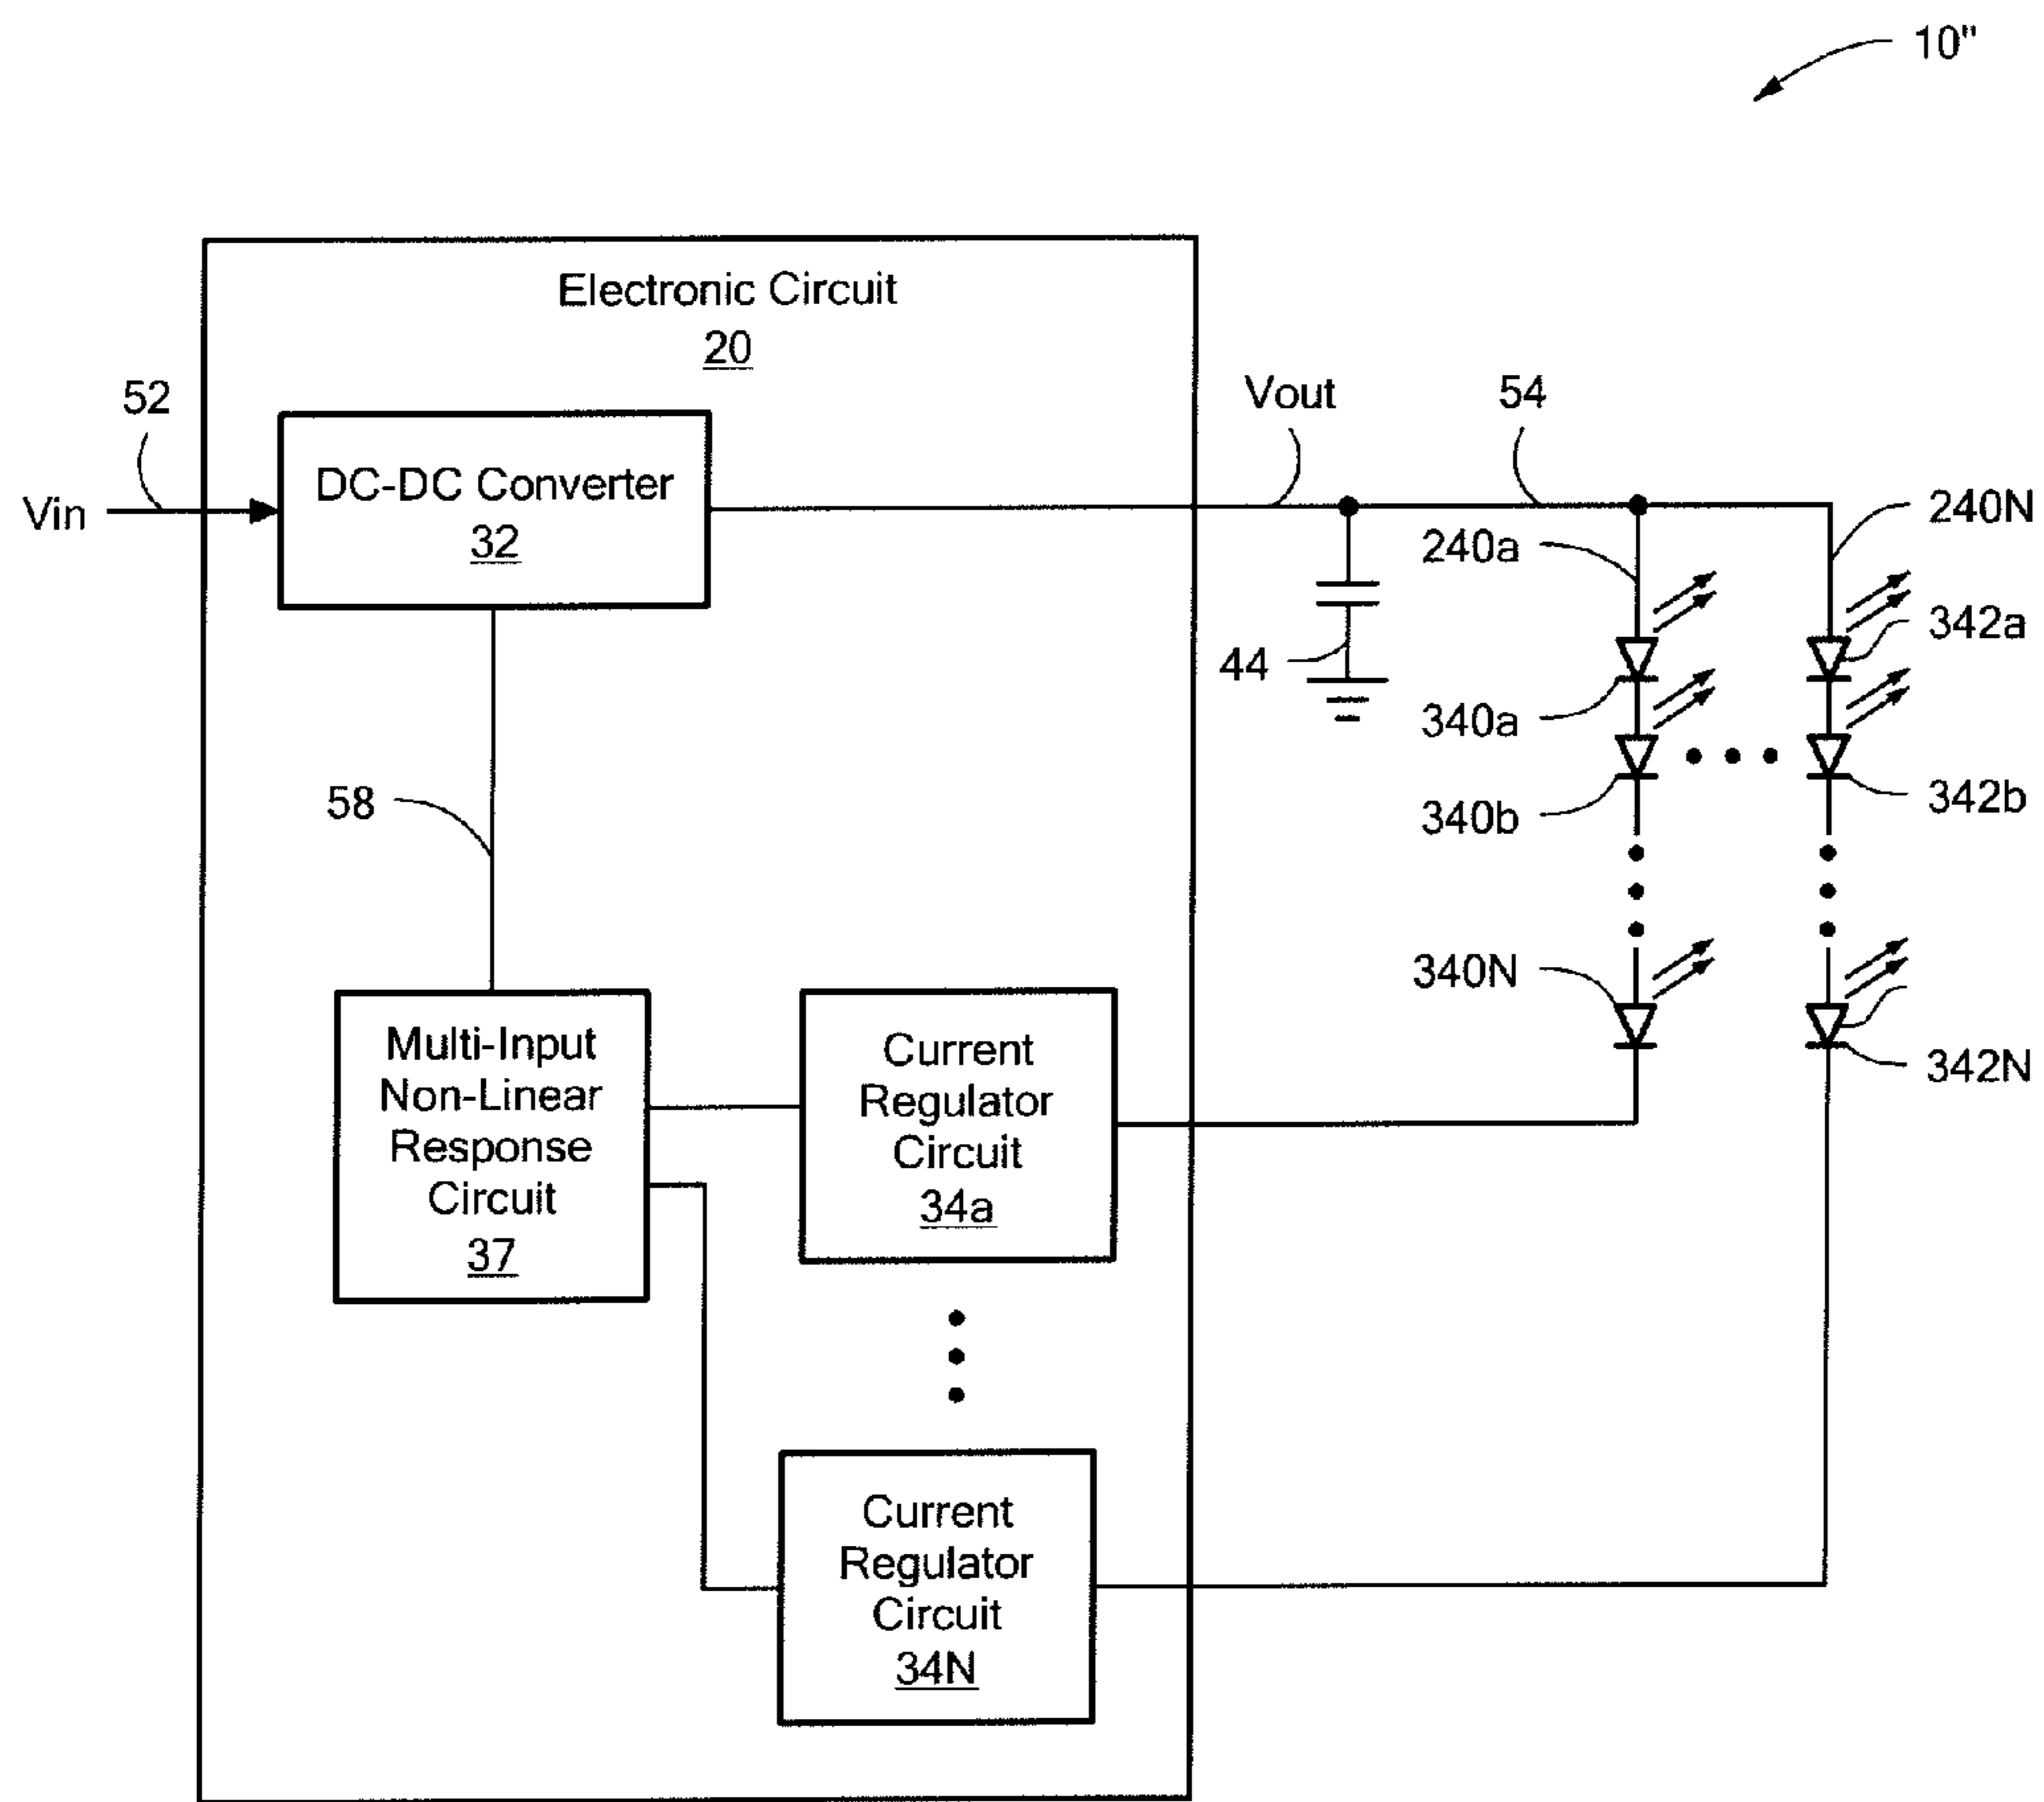 10"
Electronic Circuit
20
52
Vout
54
Vin
DC-DC Converter
32
240a
240N
44
340a
342a
340b
342b
58
340N
342N
Multi-Input
Non-Linear
Response
Circuit
37
Current
Regulator
Circuit
34a
Current
Regulator
Circuit
34N